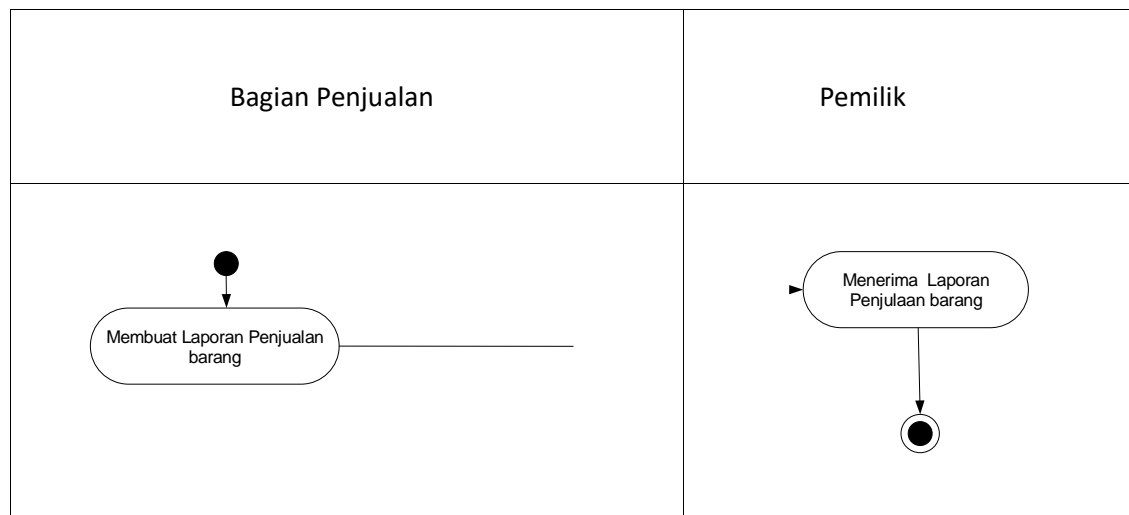 Bagian Penjualan
Pemilik
Membuat Laporan Penjualan
barang
Menerima  Laporan
Penjulaan barang